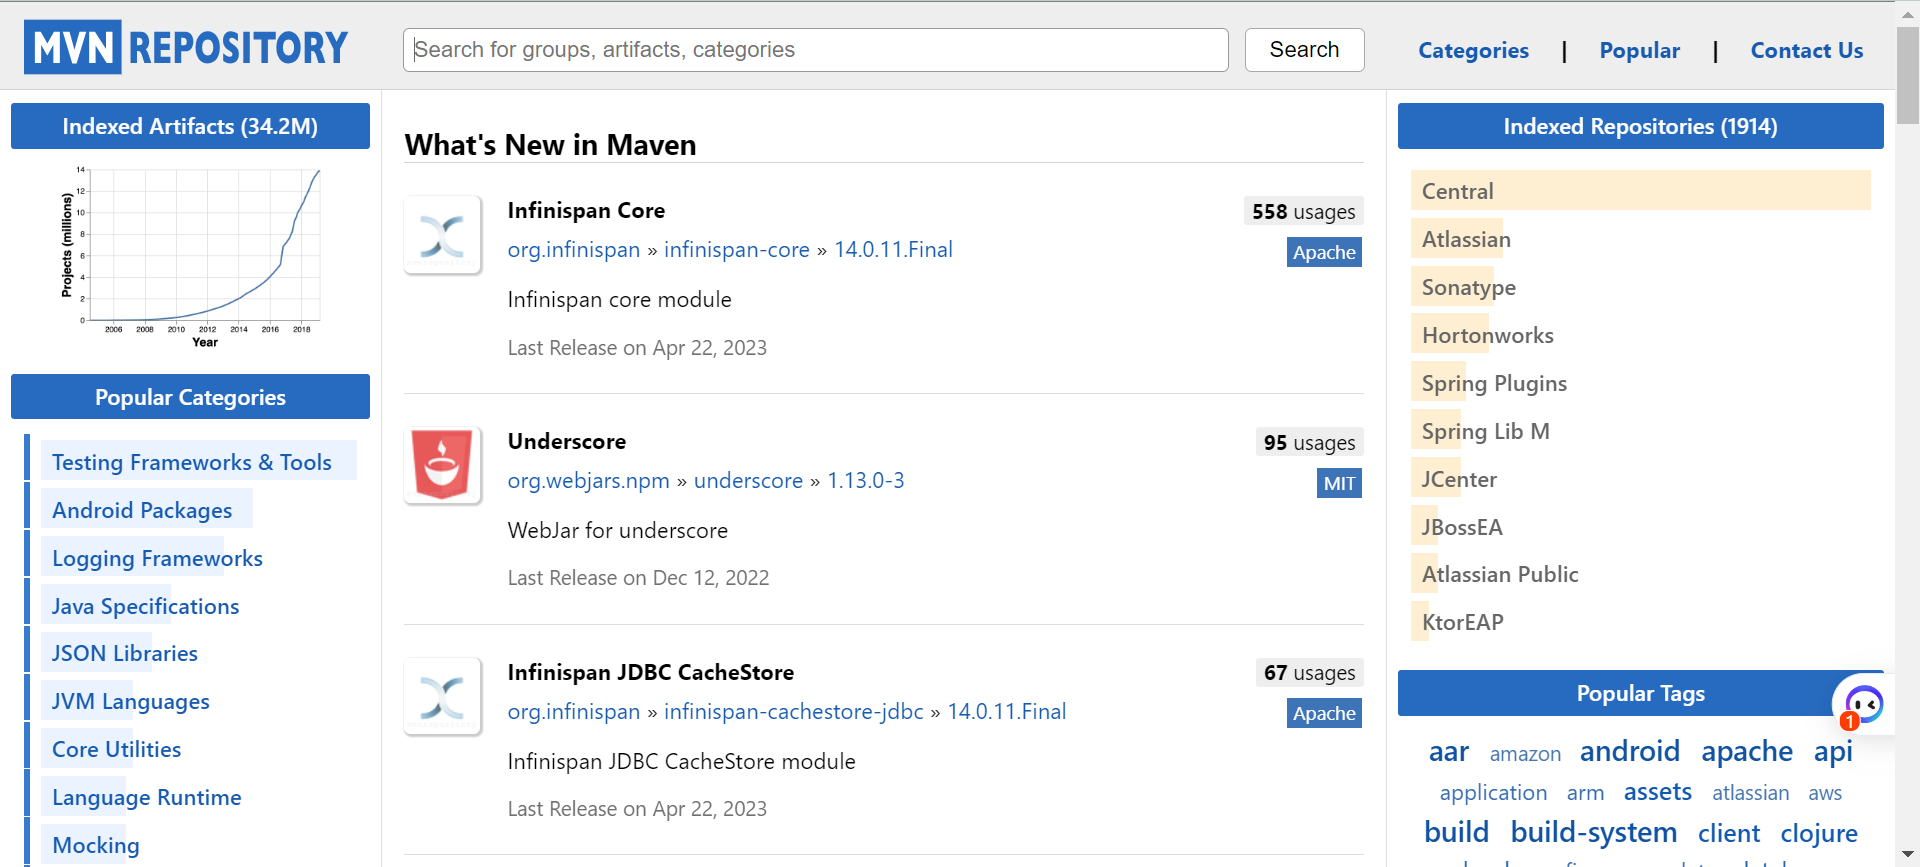 MVN REPOSITORY
Search for groups, artifacts, categories
Search
Categories | Popular | Contact Us
Indexed Artifacts (34.2M)
Projects (millions)
14
12
10
8
6
4
2
0
2006 2008 2010 2012 2014 2016 2018
Year
Popular Categories
Testing Frameworks & Tools
Android Packages
Logging Frameworks
Java Specifications
JSON Libraries
JVM Languages
Core Utilities
Language Runtime
Mocking
What's New in Maven
Infinispan Core
558 usages
org.infinispan » infinispan-core » 14.0.11.Final
Apache
Infinispan core module
Last Release on Apr 22, 2023
Underscore
95 usages
org.webjars.npm » underscore » 1.13.0-3
MIT
WebJar for underscore
Last Release on Dec 12, 2022
Infinispan JDBC CacheStore
67 usages
org.infinispan » infinispan-cachestore-jdbc » 14.0.11.Final
Apache
Infinispan JDBC CacheStore module
Last Release on Apr 22, 2023
Indexed Repositories (1914)
Central
Atlassian
Sonatype
Hortonworks
Spring Plugins
Spring Lib M
JCenter
JBossEA
Atlassian Public
KtorEAP
Popular Tags
1
aar amazon android apache api
application arm assets atlassian aws
build build-system client clojure